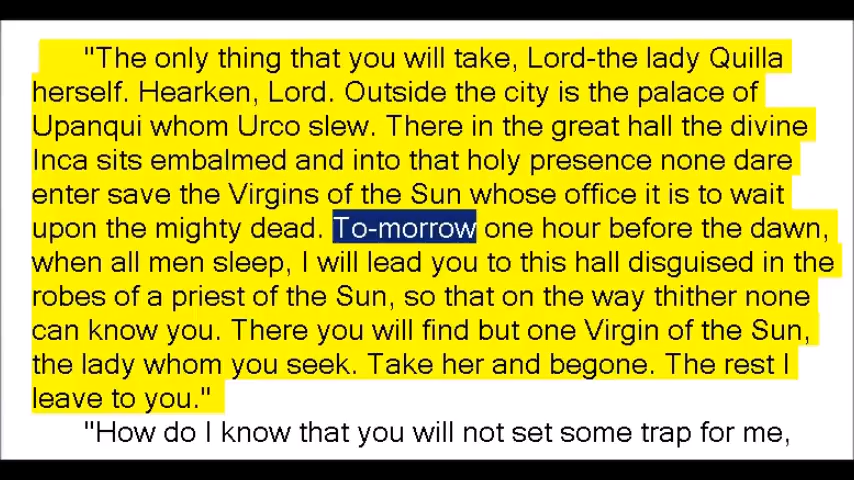 "The only thing that you will take, Lord-the lady Quilla
herself. Hearken, Lord. Outside the city is the palace of
Upanqui whom Urco slew. There in the great hall the divine
Inca sits embalmed and into that holy presence none dare
enter save the Virgins of the Sun whose office it is to wait
upon the mighty dead. To-morrow one hour before the dawn,
when all men sleep, I will lead you to this hall disguised in the
robes of a priest of the Sun, so that on the way thither none
can know you. There you will find but one Virgin of the Sun,
the lady whom you seek. Take her and begone. The rest I
leave to you."
"How do I know that you will not set some trap for me,